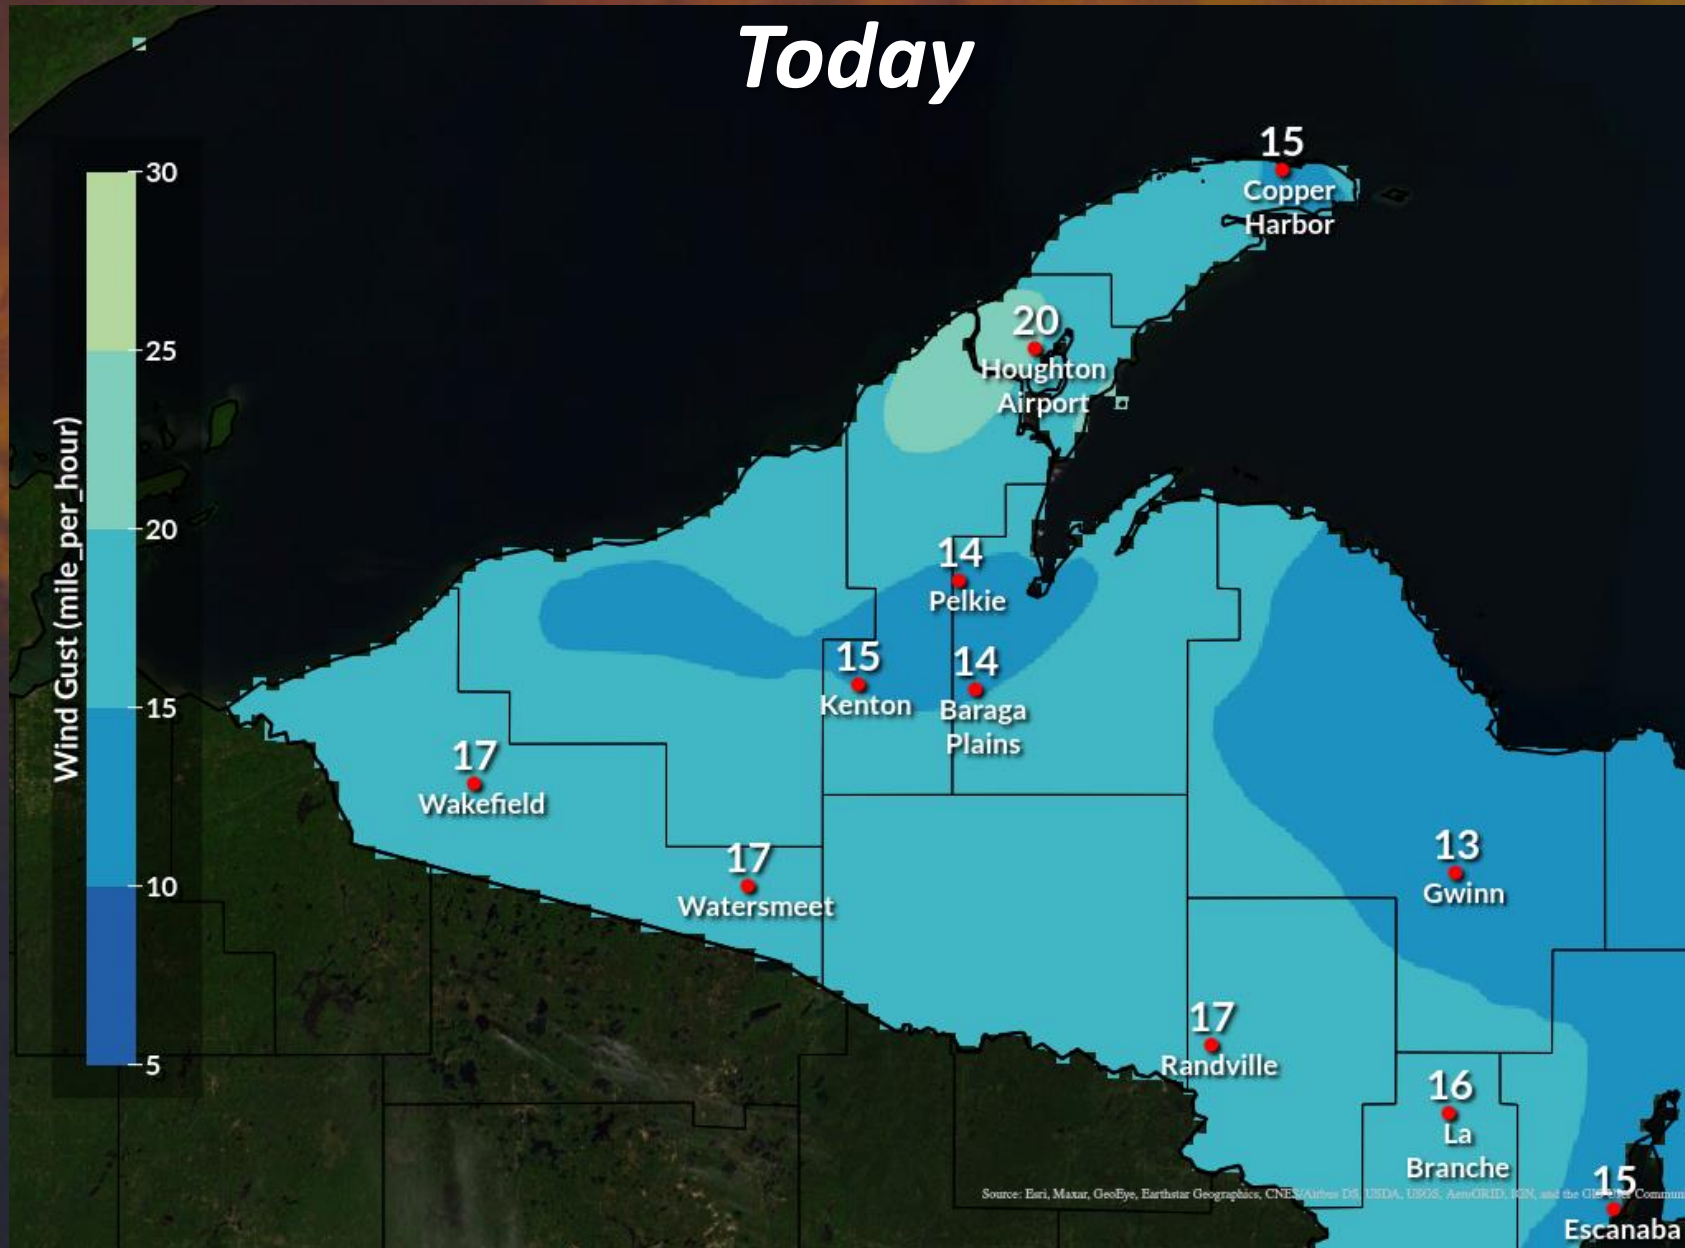 Today
Wind Gust (mile_per_hour)
30
25
20
15
10
5
15
Copper
Harbor
20
Houghton
Airport
14
Pelkie
15
Kenton
14
Baraga
Plains
17
Wakefield
17
Watersmeet
13
Gwinn
17
Randville
16
La
Branche
15
Escanaba
Source: Esri, Maxar, GeoEye, Earthstar Geographics, CNES/Airbus DS, USDA, USGS, AeroGRID, IGN, and the GIS User Commun